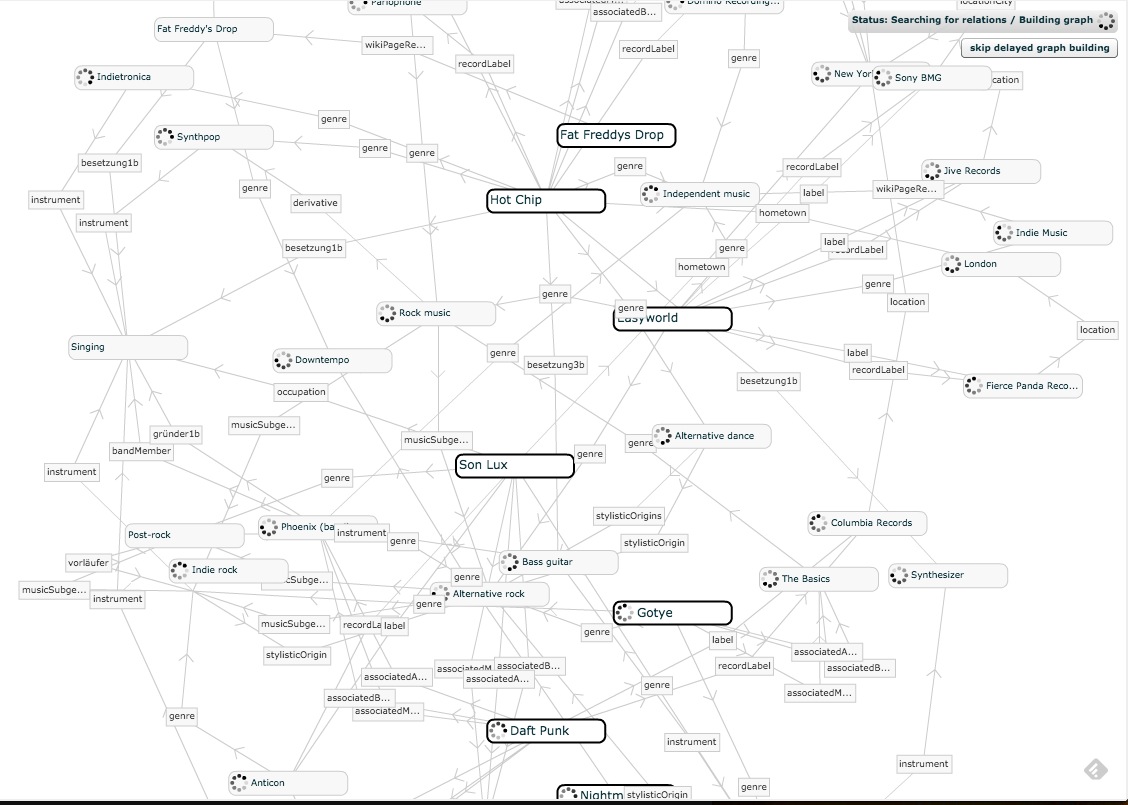 Parlophone
associatedB...
Domino Recording...
locationCity
Status: Searching for relations / Building graph
Fat Freddy's Drop
wikiPageRe...
recordLabel
skip delayed graph building
recordLabel
genre
Indietronica
New Yor
Sony BMG
cation
genre
Fat Freddys Drop
Synthpop
genre
genre
besetzung1b
genre
recordLabel
Jive Records
genre
Independent music
label
wikiPageRe...
instrument
derivative
Hot Chip
hometown
instrument
Indie Music
besetzung1b
genre
label
recordLabel
hometown
London
genre
genre
location
Rock music
genre
Easyworld
location
Singing
Downtempo
genre
besetzung3b
label
recordLabel
besetzung1b
Fierce Panda Reco...
occupation
musicSubge...
gründer1b
musicSubge...
genre
Alternative dance
bandMember
genre
instrument
Son Lux
genre
stylisticOrigins
Columbia Records
Post-rock
Phoenix (ba
instrument
genre
stylisticOrigin
vorläufer
Indie rock
Bass guitar
The Basics
Synthesizer
musicSubge...
icSubge...
genre
instrument
Alternative rock
genre
Gotye
musicSubge...
recordLa
label
genre
label
stylisticOrigin
associatedA...
recordLabel
associatedB...
associatedM
associatedB...
associatedA...
associatedA...
genre
associatedM...
associatedB...
associatedM...
genre
Daft Punk
instrument
instrument
Anticon
genre
Nightm
stylisticOrigin